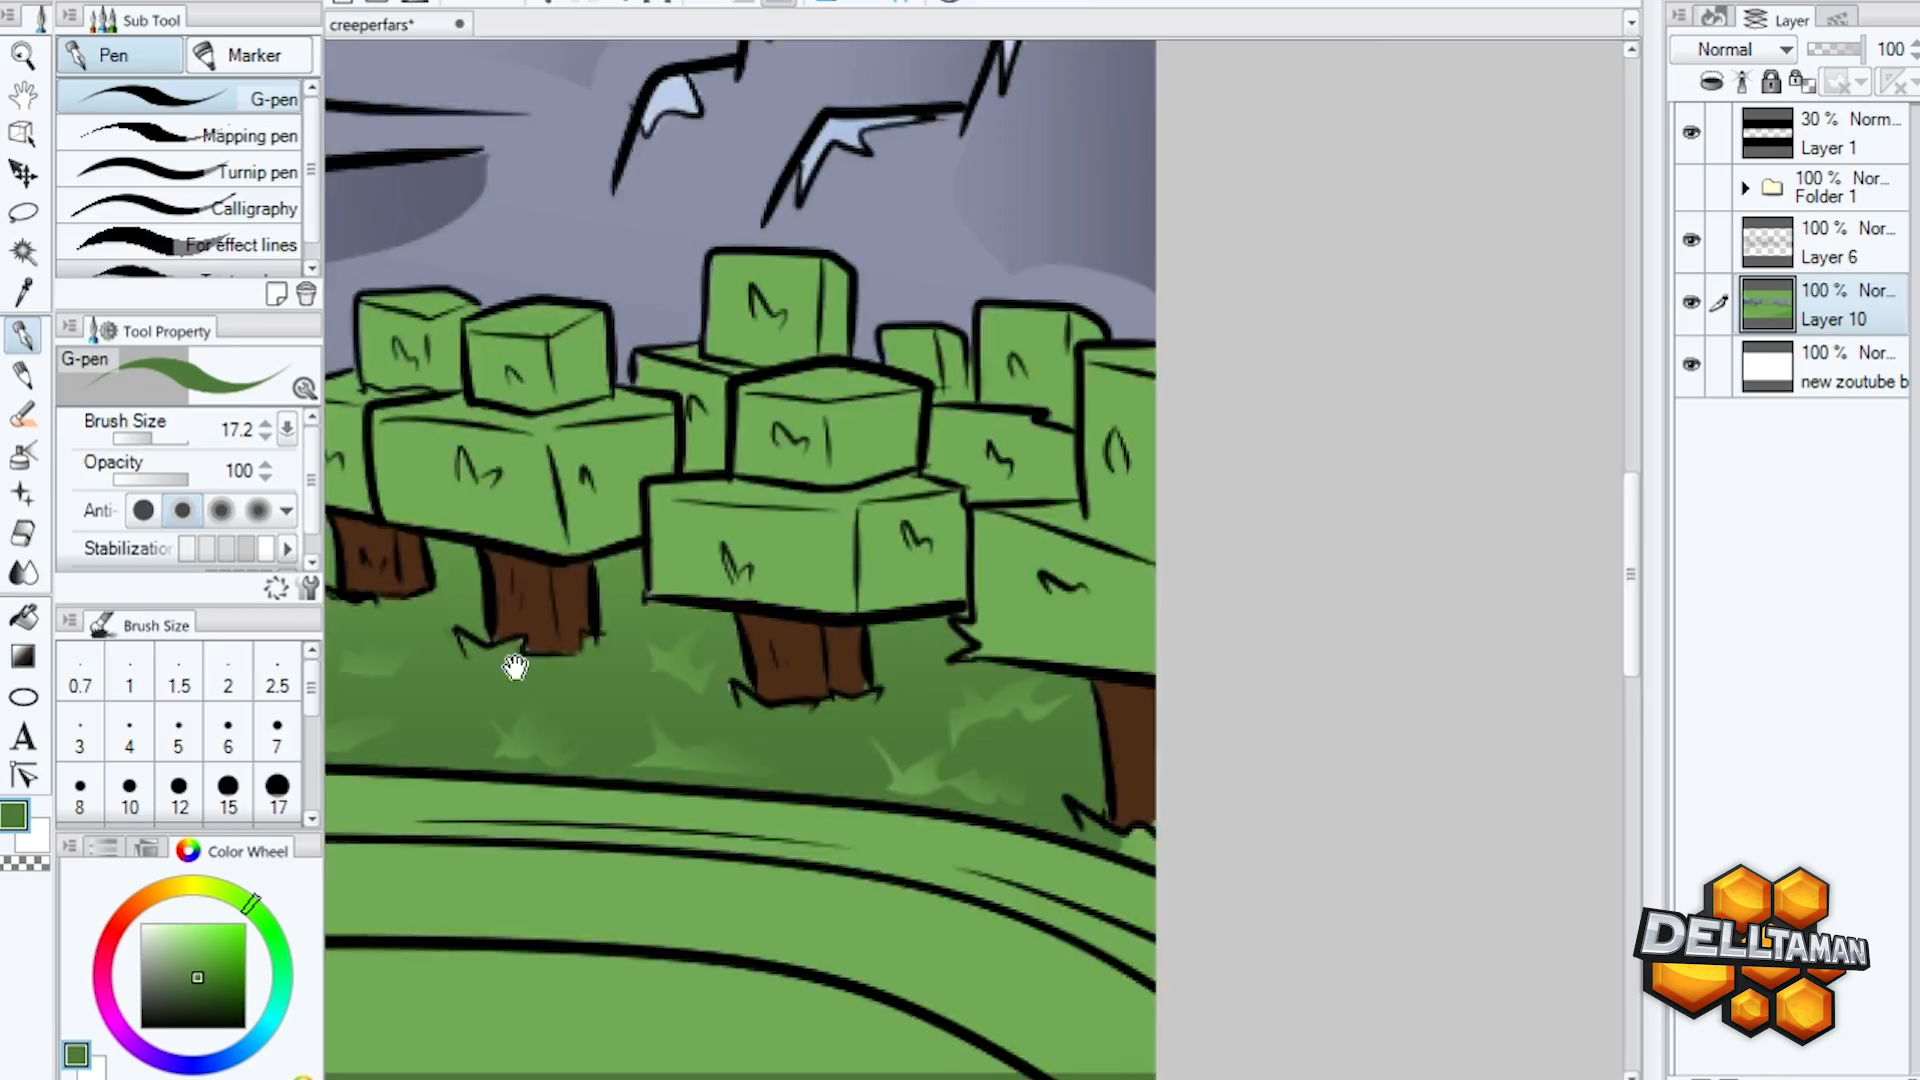 Sub Tool
creeperfars*
Layer
Pen
Marker
Normal
100
G-pen
Mapping pen
Turnip pen
Calligraphy
For effect lines
30 % Norm...
Layer 1
100 % Nor...
Folder 1
100 % Nor...
Layer 6
100 % Nor...
Layer 10
100 % Nor...
new zoutube b
Tool Property
G-pen
Brush Size 17.2
Opacity 100
Anti-
Stabilization
Brush Size
0.7 1 1.5 2 2.5
3 4 5 6 7
8 10 12 15 17
Color Wheel
A
DELLTAMAN